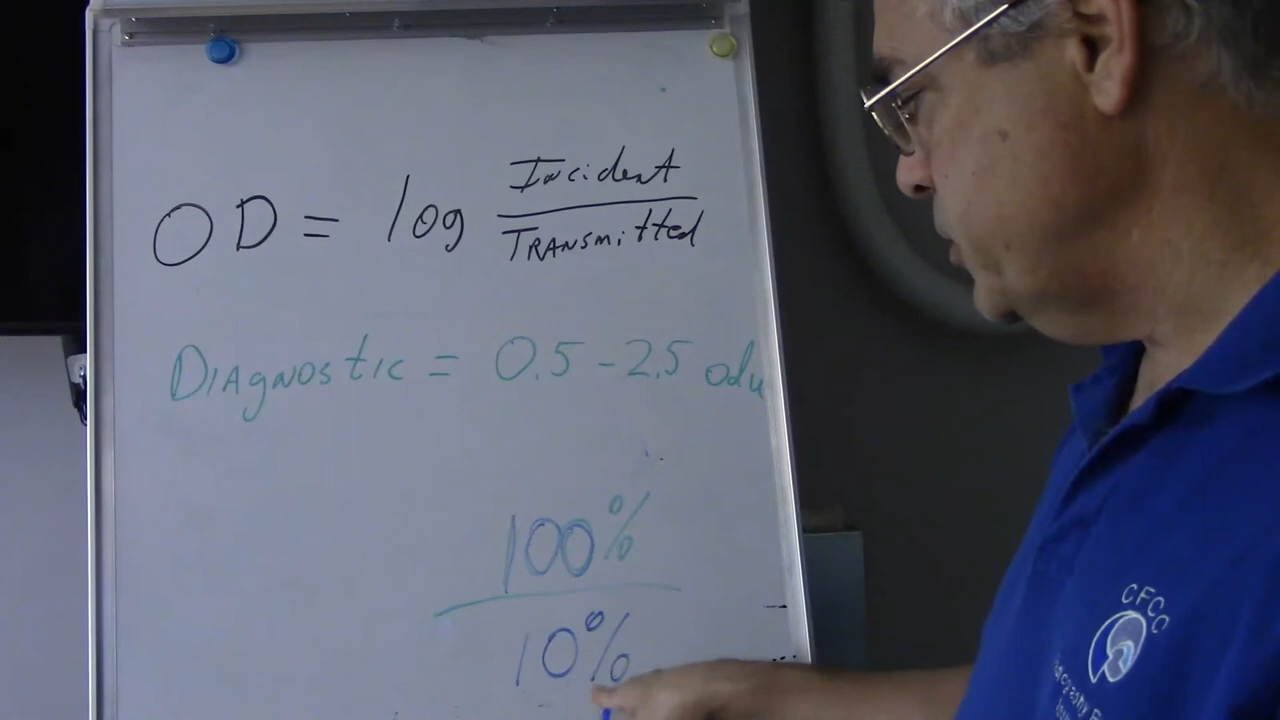 OD = log Incident / Transmitted
Diagnostic = 0.5 - 2.5 odu
100%
10%
CFCC